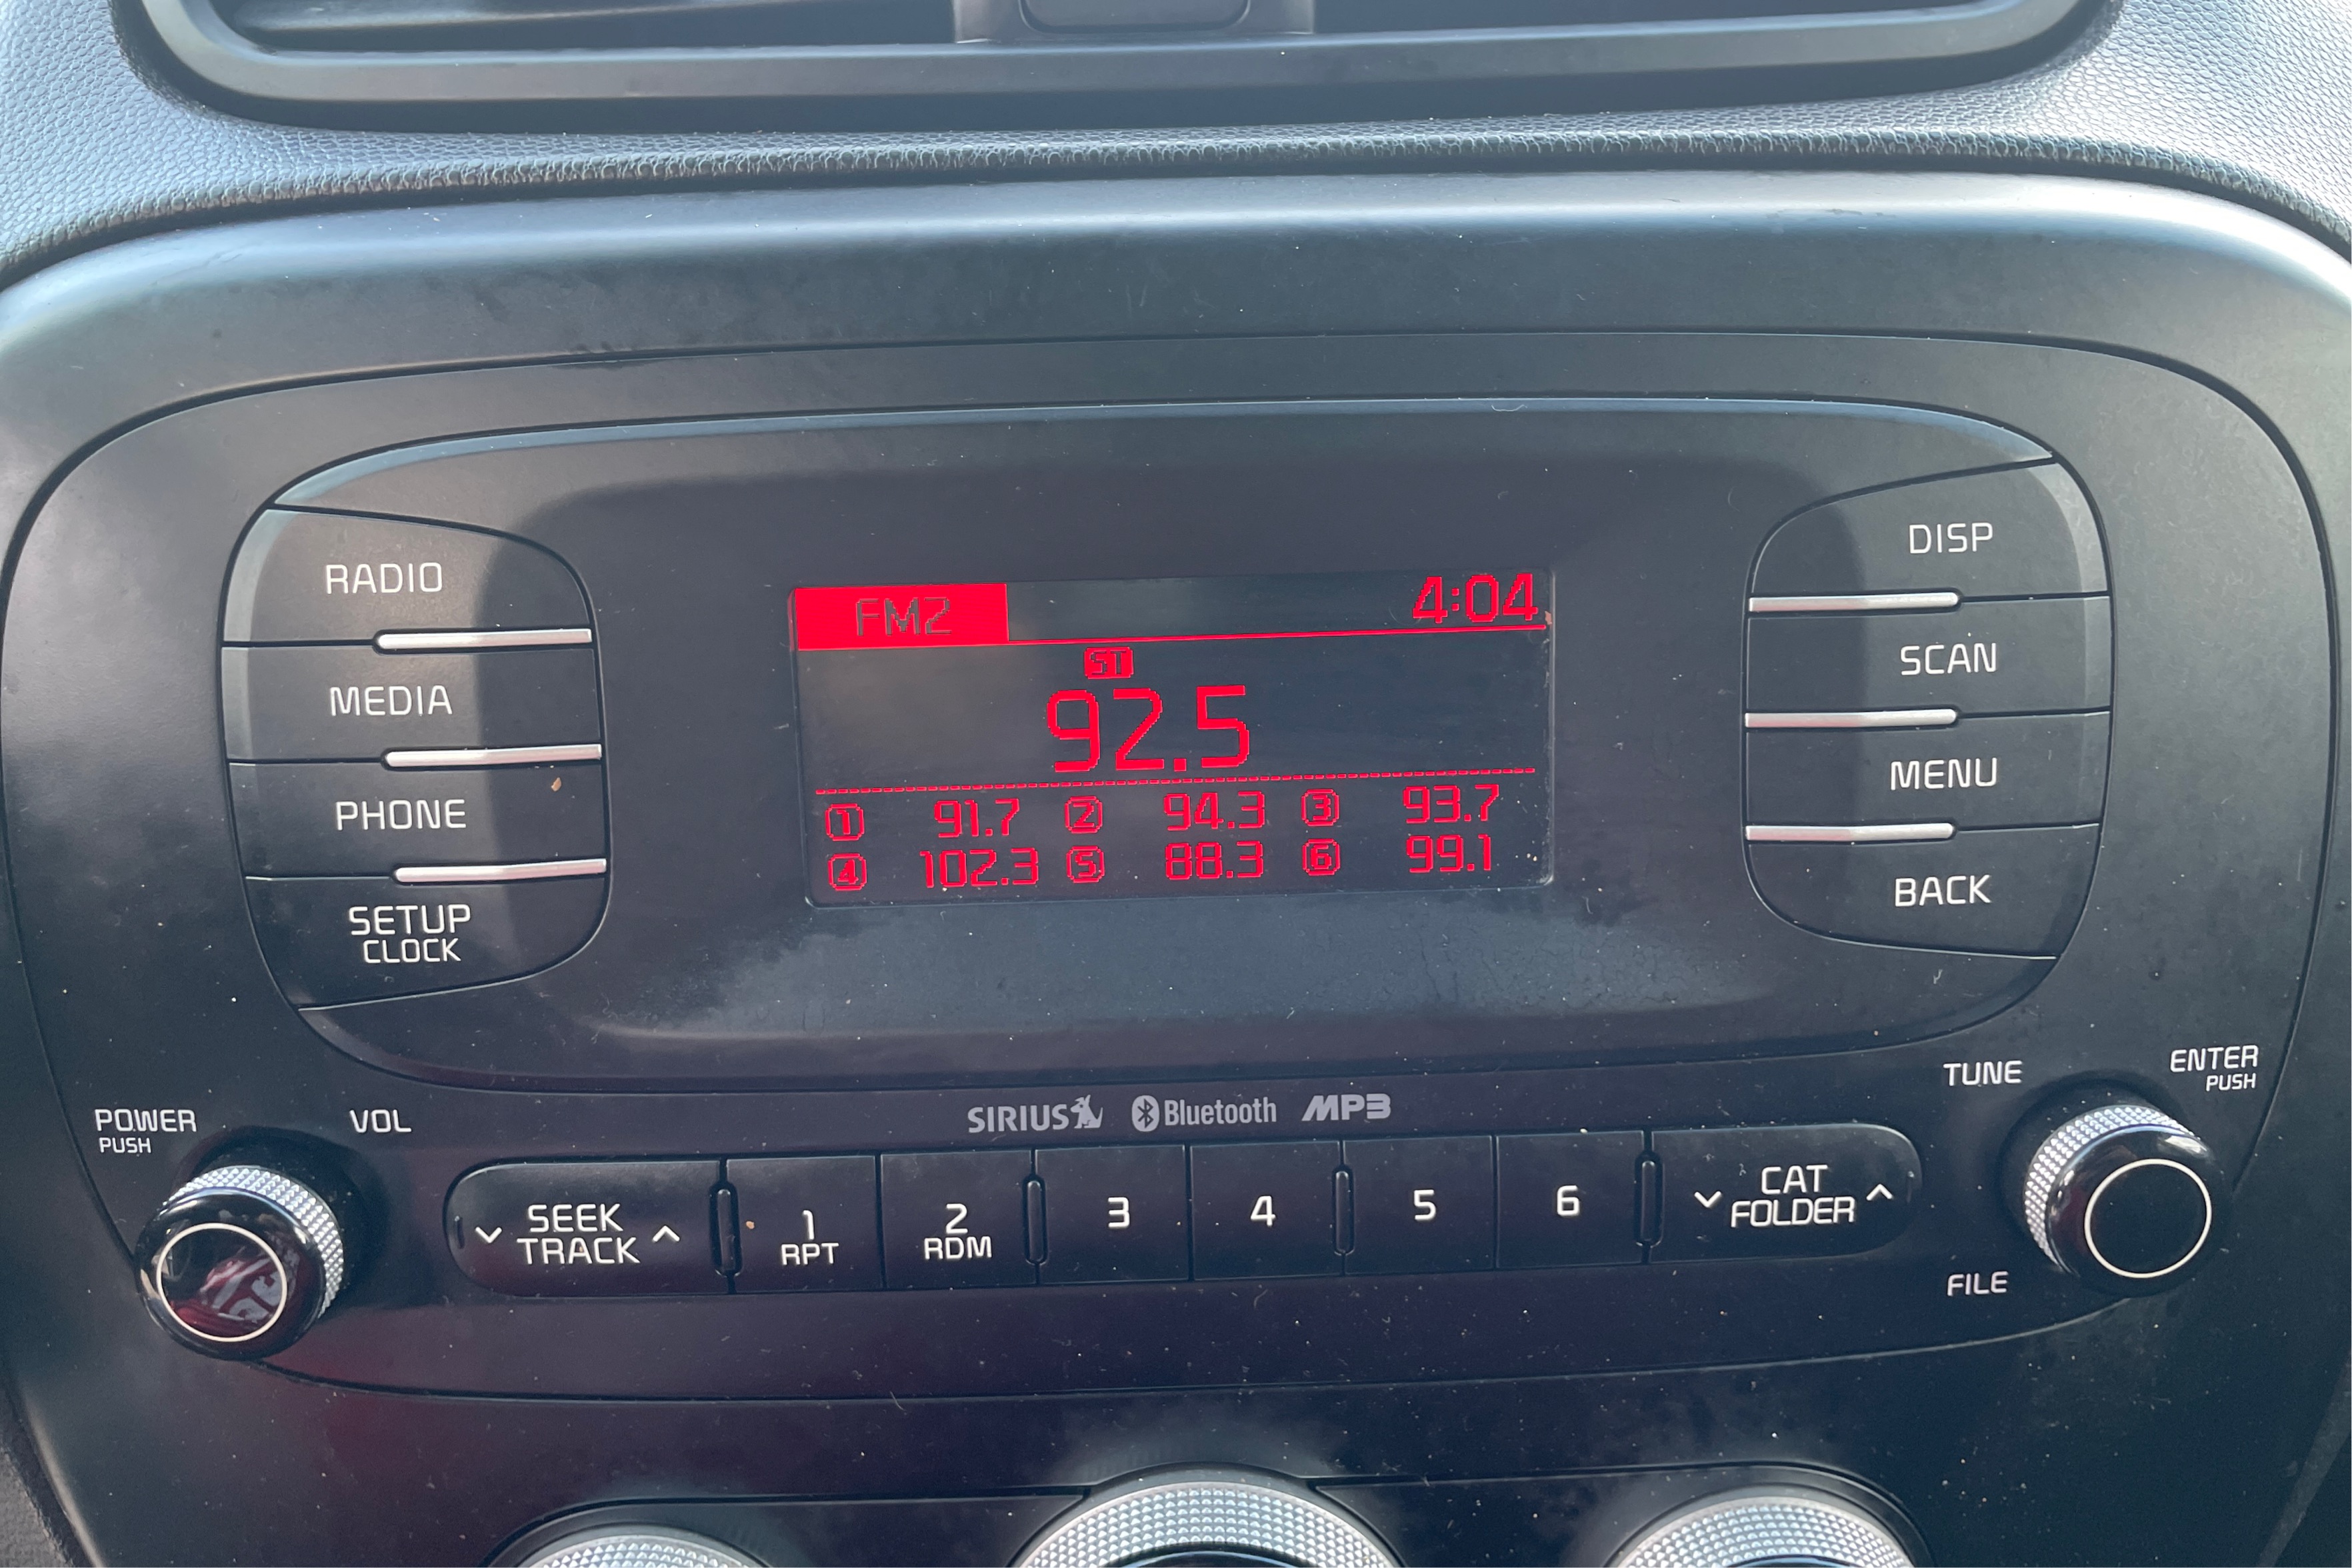 RADIO
MEDIA
PHONE
SETUP
CLOCK
FM2 4:04
ST
92.5
1 91.7 2 94.3 3 93.7
4 102.3 5 88.3 6 99.1
DISP
SCAN
MENU
BACK
POWER
PUSH
VOL
SIRIUS Bluetooth MP3
TUNE
ENTER
PUSH
SEEK
TRACK
1
RPT
2
RDM
3
4
5
6
CAT
FOLDER
FILE